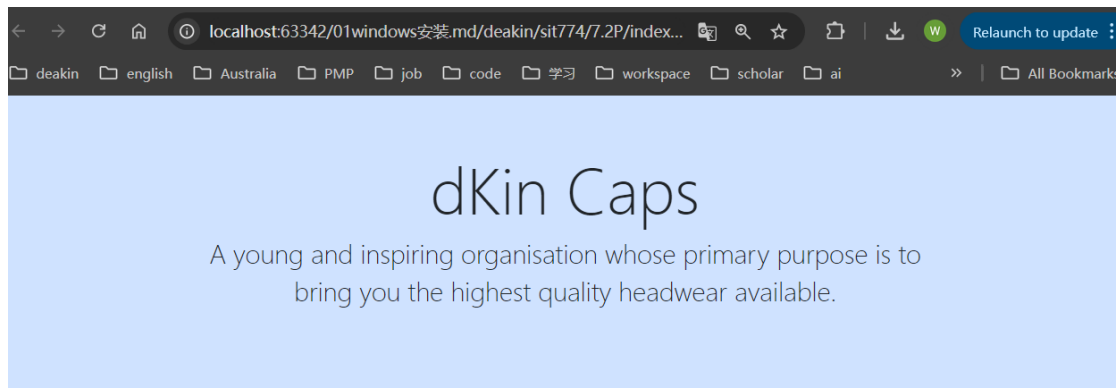 localhost:63342/01windows安装.md/deakin/sit774/7.2P/index...
W
Relaunch to update
deakin english Australia PMP job code 学习 workspace scholar ai » All Bookmarks
dKin Caps
A young and inspiring organisation whose primary purpose is to
bring you the highest quality headwear available.